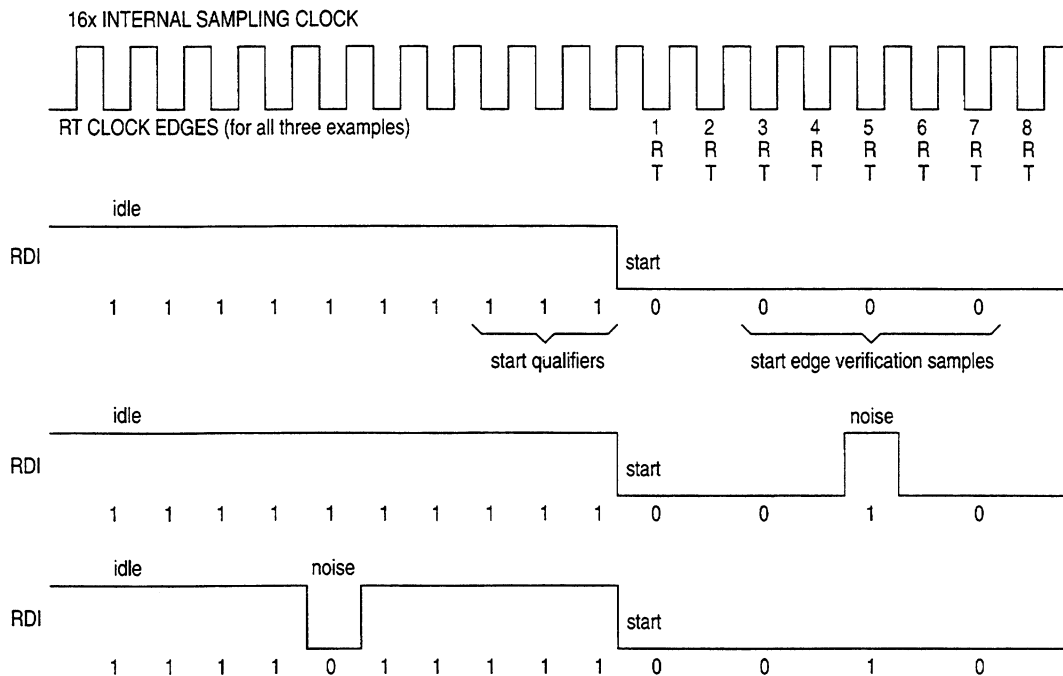 16x INTERNAL SAMPLING CLOCK
RT CLOCK EDGES (for all three examples)
1 2 3 4 5 6 7 8
R R R R R R R R
T T T T T T T T
idle
RDI
start
1 1 1 1 1 1 1 1 1 1 0 0 0 0
start qualifiers start edge verification samples
idle noise
RDI
start
1 1 1 1 1 1 1 1 1 1 0 0 1 0
idle noise
RDI
start
1 1 1 1 0 1 1 1 1 1 0 0 1 0